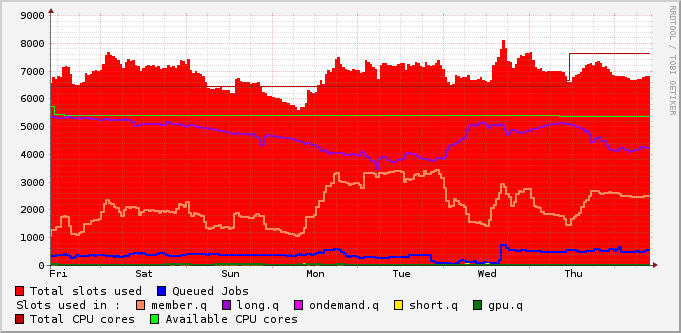 9000
8000
7000
6000
5000
4000
3000
2000
1000
0
Fri Sat Sun Mon Tue Wed Thu
RRDTOOL / TOBI OETIKER
Total slots used Queued Jobs
Slots used in : member.q long.q ondemand.q short.q gpu.q
Total CPU cores Available CPU cores